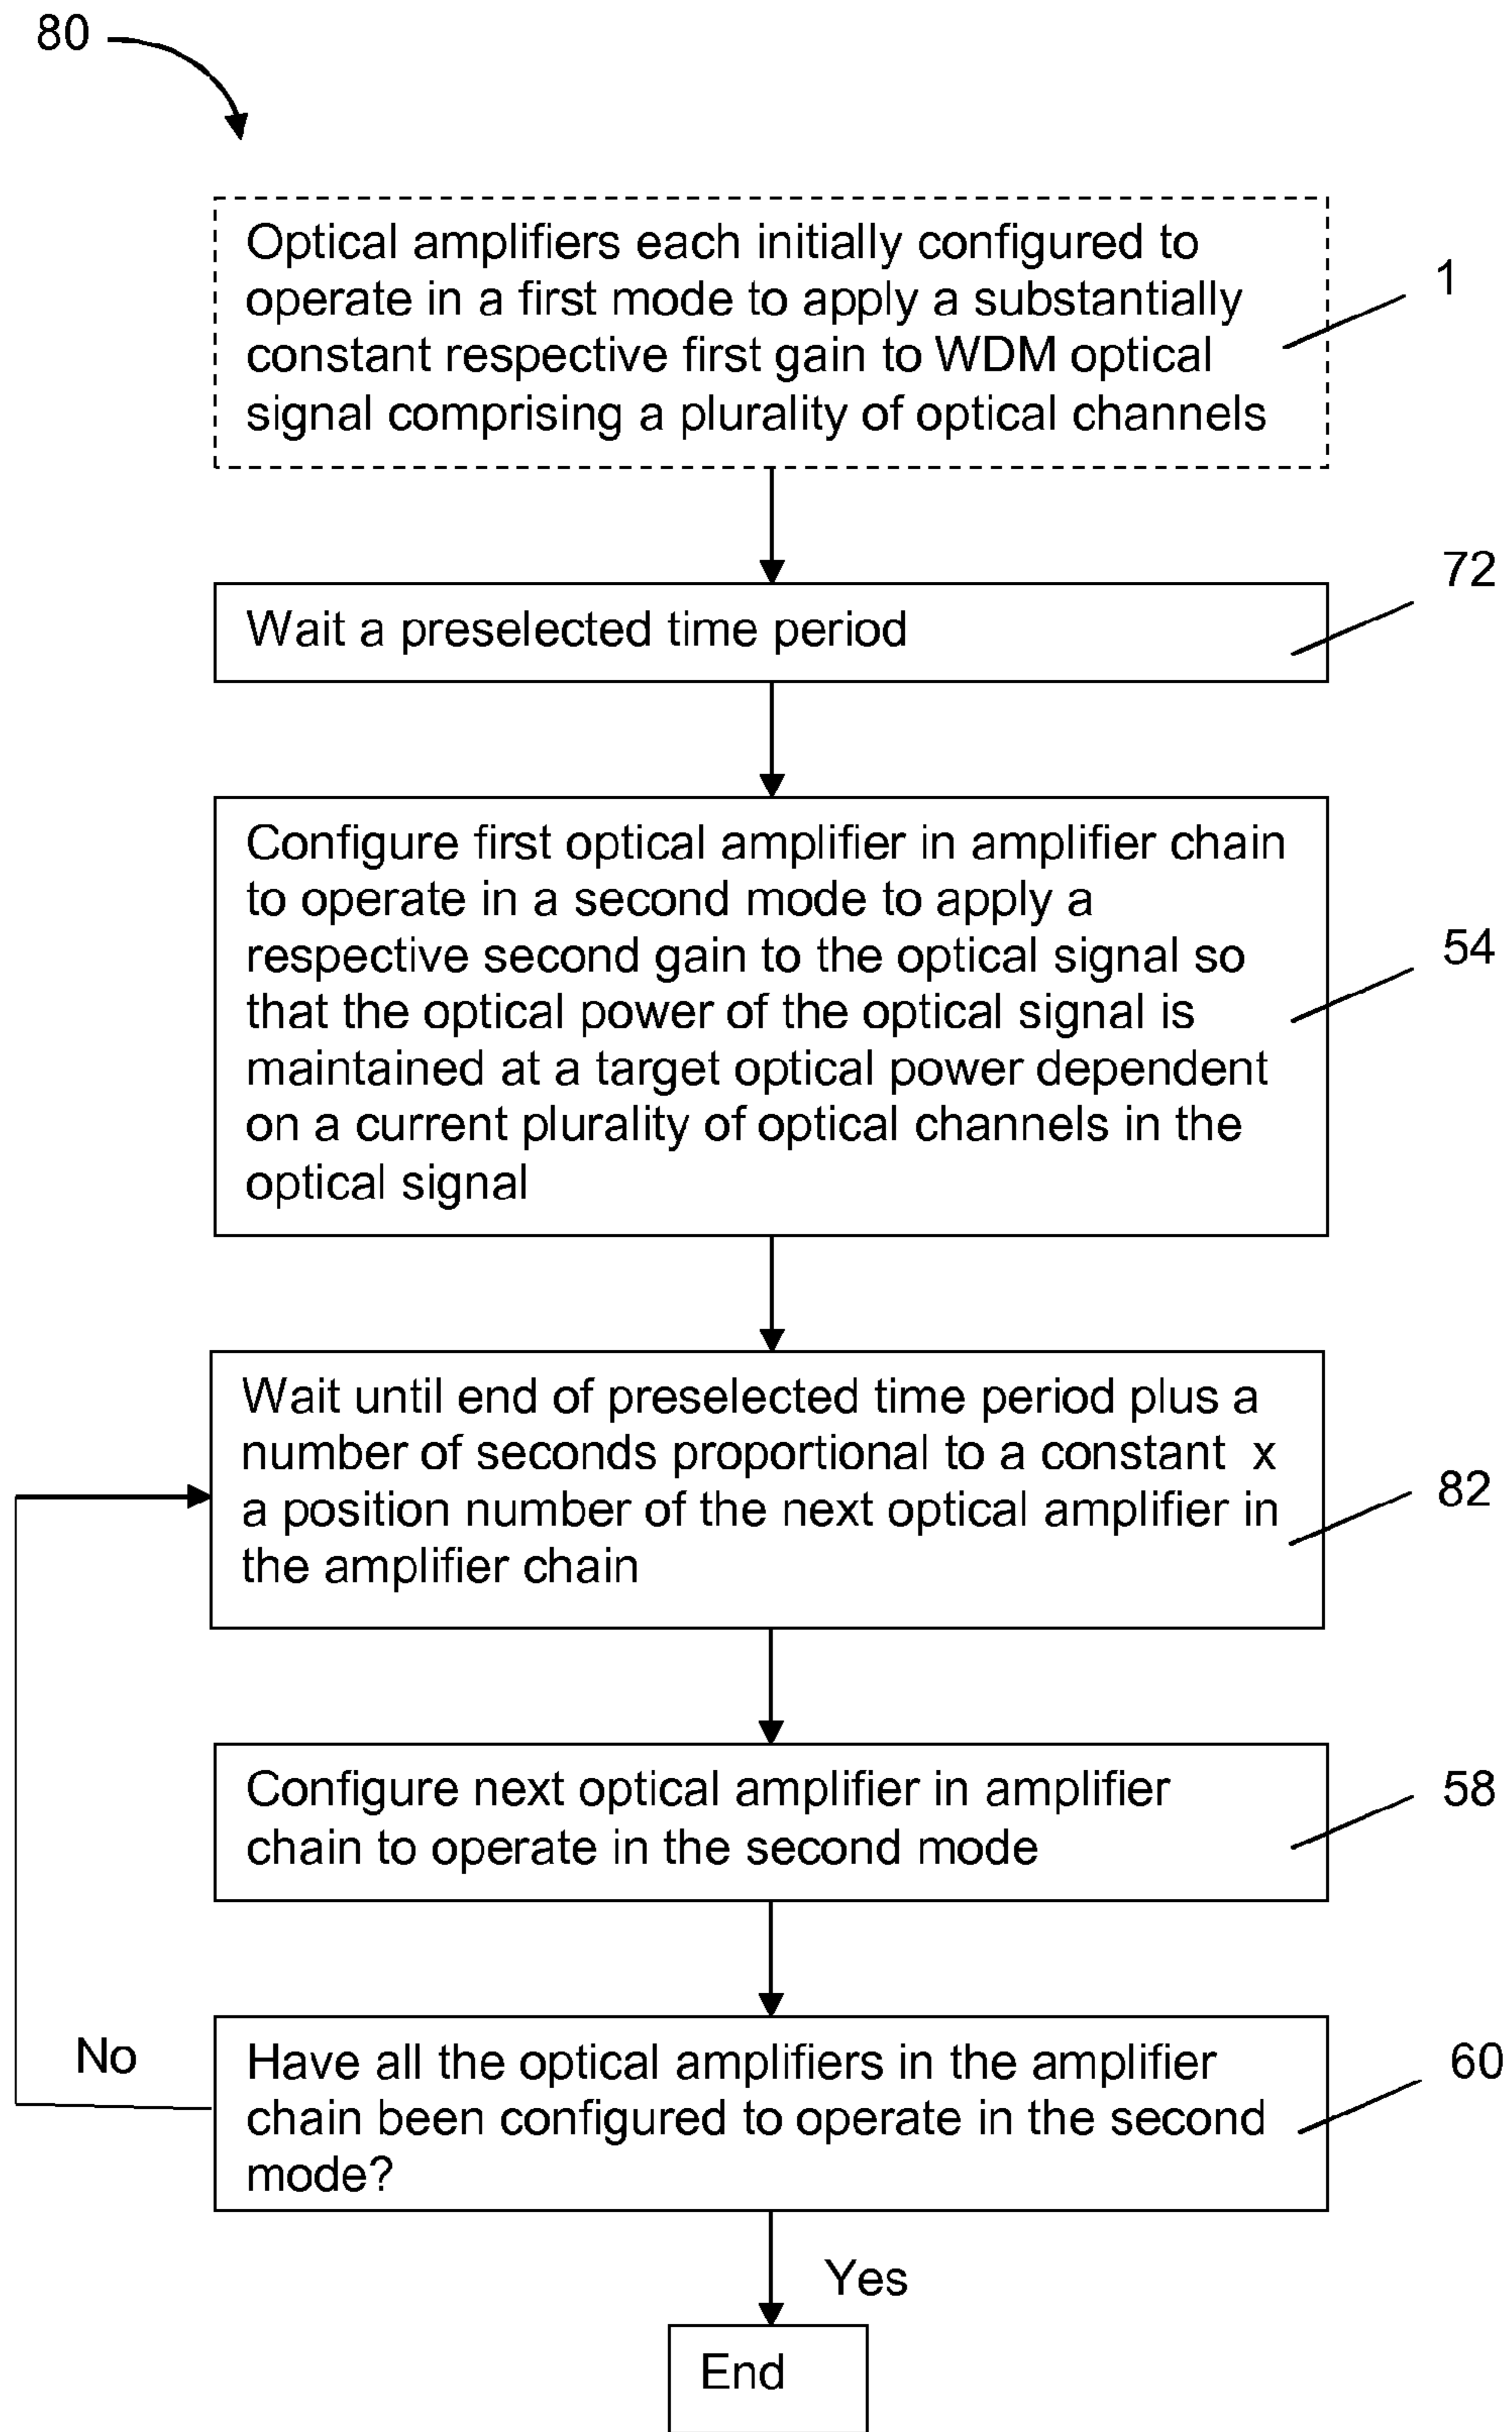 80
Optical amplifiers each initially configured to
operate in a first mode to apply a substantially
constant respective first gain to WDM optical
signal comprising a plurality of optical channels
1
Wait a preselected time period
72
Configure first optical amplifier in amplifier chain
to operate in a second mode to apply a
respective second gain to the optical signal so
that the optical power of the optical signal is
maintained at a target optical power dependent
on a current plurality of optical channels in the
optical signal
54
Wait until end of preselected time period plus a
number of seconds proportional to a constant x
a position number of the next optical amplifier in
the amplifier chain
82
Configure next optical amplifier in amplifier
chain to operate in the second mode
58
No
Have all the optical amplifiers in the amplifier
chain been configured to operate in the second
mode?
60
Yes
End